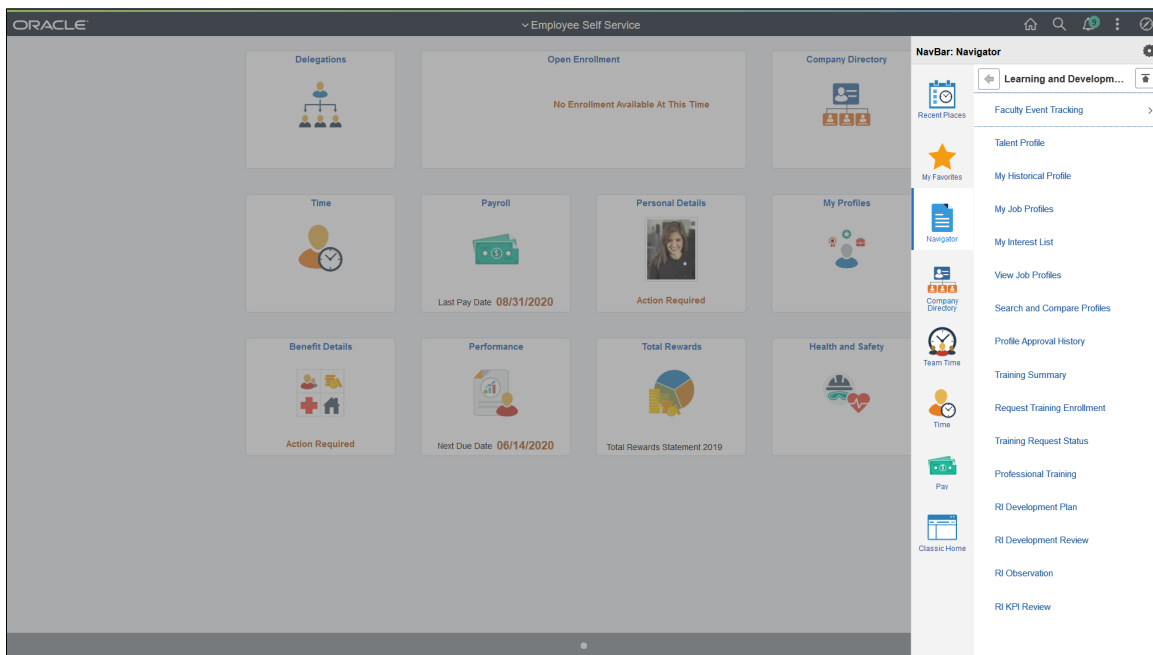 ORACLE
Employee Self Service
9
NavBar: Navigator
Delegations
Open Enrollment
No Enrollment Available At This Time
Company Directory
Time
Payroll
Last Pay Date 08/31/2020
Personal Details
Action Required
My Profiles
Benefit Details
Action Required
Performance
Next Due Date 06/14/2020
Total Rewards
Total Rewards Statement 2019
Health and Safety
Recent Places
My Favorites
Navigator
Company
Directory
Team Time
Time
Pay
Classic Home
Learning and Developm...
Faculty Event Tracking
Talent Profile
My Historical Profile
My Job Profiles
My Interest List
View Job Profiles
Search and Compare Profiles
Profile Approval History
Training Summary
Request Training Enrollment
Training Request Status
Professional Training
RI Development Plan
RI Development Review
RI Observation
RI KPI Review